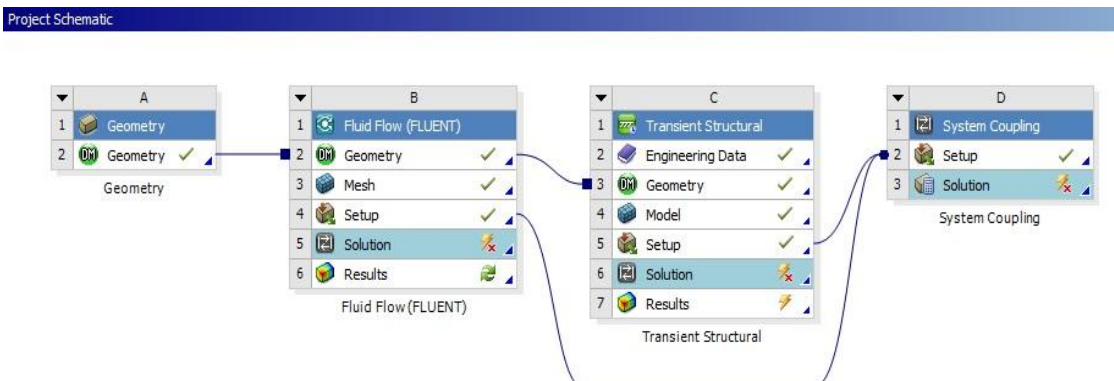 Project Schematic
A
1 Geometry
2 DM Geometry
Geometry
B
1 Fluid Flow (FLUENT)
2 DM Geometry
3 Mesh
4 Setup
5 Solution
6 Results
Fluid Flow (FLUENT)
C
1 Transient Structural
2 Engineering Data
3 DM Geometry
4 Model
5 Setup
6 Solution
7 Results
Transient Structural
D
1 System Coupling
2 Setup
3 Solution
System Coupling